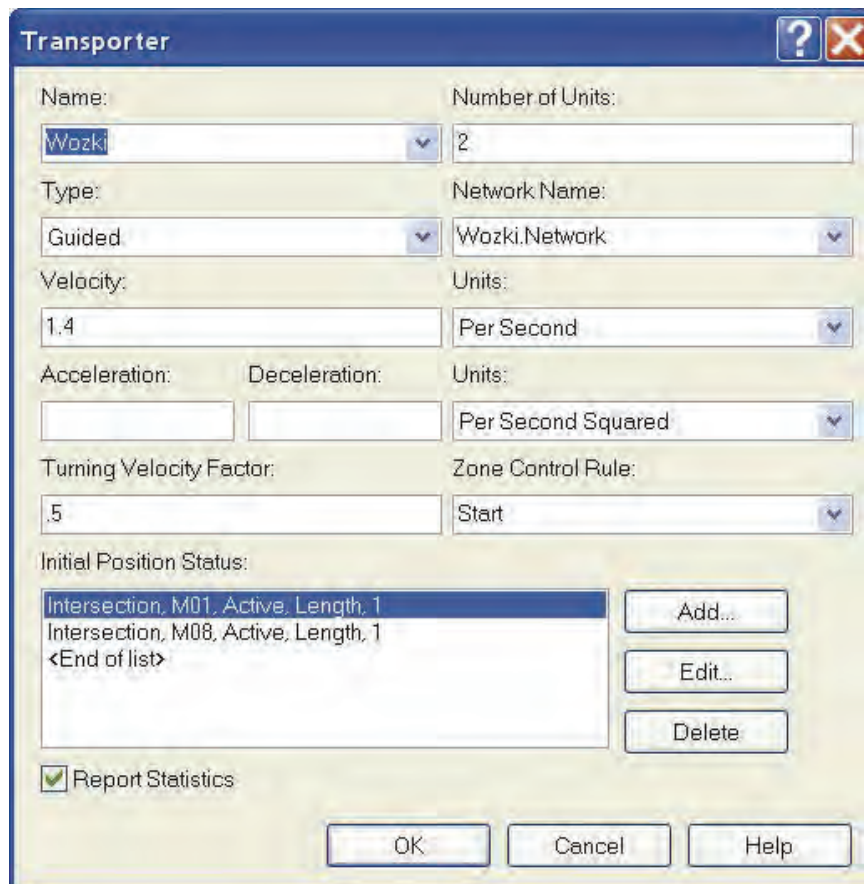 Transporter
Name: Number of Units:
Wozki 2
Type: Network Name:
Guided Wozki.Network
Velocity: Units:
1.4 Per Second
Acceleration: Deceleration: Units:
Per Second Squared
Turning Velocity Factor: Zone Control Rule:
.5 Start
Initial Position Status:
Intersection, M01, Active, Length, 1
Intersection, M08, Active, Length, 1
<End of list>
Add...
Edit...
Delete
Report Statistics
OK Cancel Help